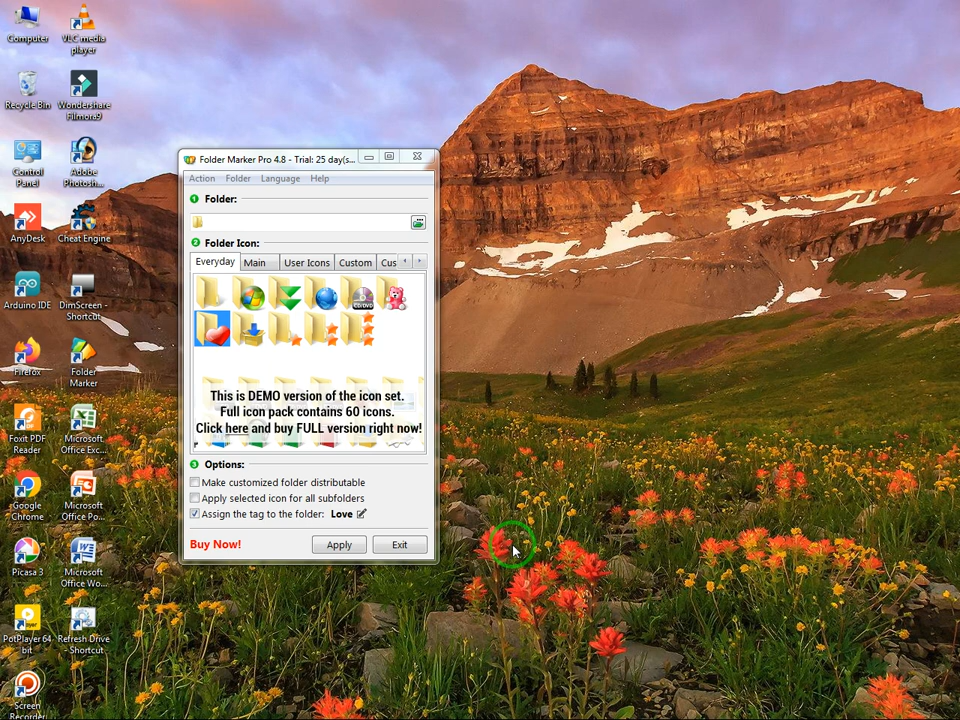 Computer
VLC media
player
Recycle Bin
Wondershare
Filmora9
Control
Panel
Adobe
Photosh...
AnyDesk
Cheat Engine
Arduino IDE
DimScreen -
Shortcut
Firefox
Folder
Marker
Foxit PDF
Reader
Microsoft
Office Exc...
Google
Chrome
Microsoft
Office Po...
Picasa 3
Microsoft
Office Wo...
PotPlayer 64
bit
Refresh Drive
- Shortcut
Screen
Recorder
Folder Marker Pro 4.8 - Trial: 25 day(s...
Action Folder Language Help
1 Folder:
2 Folder Icon:
Everyday Main User Icons Custom Cus
CD/DVD
This is DEMO version of the icon set.
Full icon pack contains 60 icons.
Click here and buy FULL version right now!
3 Options:
Make customized folder distributable
Apply selected icon for all subfolders
Assign the tag to the folder: Love
Buy Now! Apply Exit